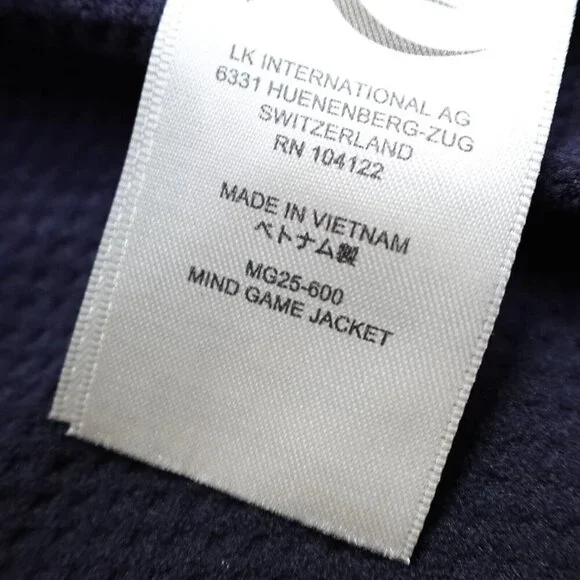 LK INTERNATIONAL AG
6331 HUENENBERG-ZUG
SWITZERLAND
RN 104122
MADE IN VIETNAM
ベトナム製
MG25-600
MIND GAME JACKET